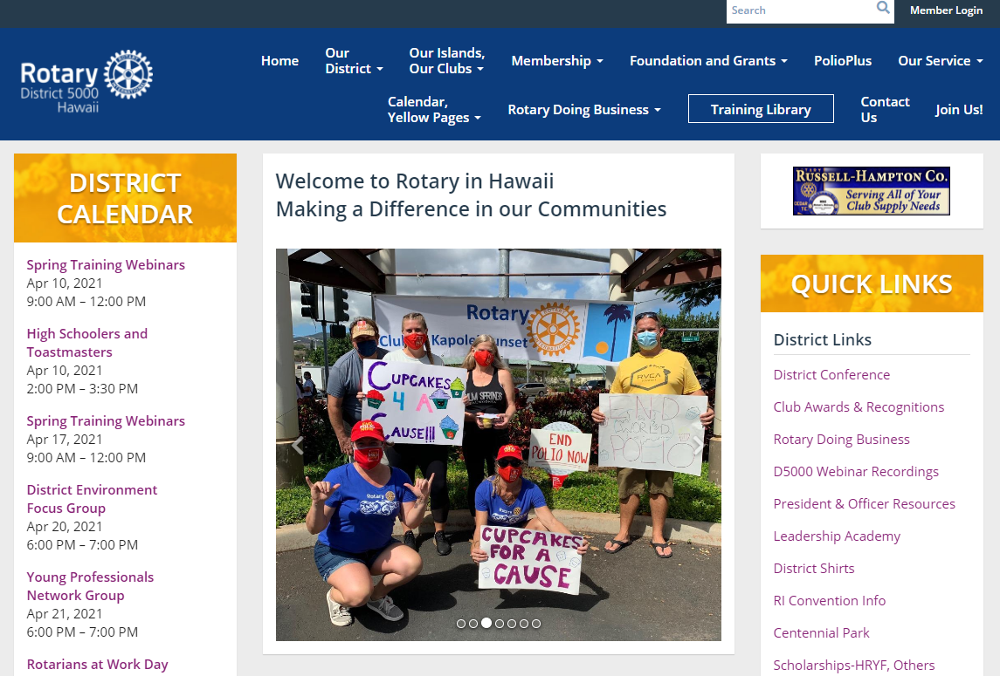 Search
Member Login
Rotary
District 5000
Hawaii
Home
Our
District
Our Islands,
Our Clubs
Membership
Foundation and Grants
PolioPlus
Our Service
Calendar,
Yellow Pages
Rotary Doing Business
Training Library
Contact
Us
Join Us!
DISTRICT
CALENDAR
Spring Training Webinars
Apr 10, 2021
9:00 AM – 12:00 PM
High Schoolers and
Toastmasters
Apr 10, 2021
2:00 PM – 3:30 PM
Spring Training Webinars
Apr 17, 2021
9:00 AM – 12:00 PM
District Environment
Focus Group
Apr 20, 2021
6:00 PM – 7:00 PM
Young Professionals
Network Group
Apr 21, 2021
6:00 PM – 7:00 PM
Rotarians at Work Day
Welcome to Rotary in Hawaii
Making a Difference in our Communities
Rotary
Club Kapole unset
CUPCAKES
4 A
CAUSE!!!
LM SPRINGS
RVCA
END
POLIO NOW
END
WORLD
POLIO
Rotary
Rotary
CUPCAKES
FOR A
CAUSE
RUSSELL-HAMPTON CO.
Serving All of Your
Club Supply Needs
QUICK LINKS
District Links
District Conference
Club Awards & Recognitions
Rotary Doing Business
D5000 Webinar Recordings
President & Officer Resources
Leadership Academy
District Shirts
RI Convention Info
Centennial Park
Scholarships-HRYF, Others